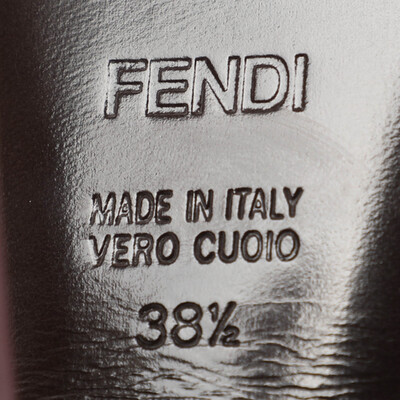 FENDI
MADE IN ITALY
VERO CUOIO
38½